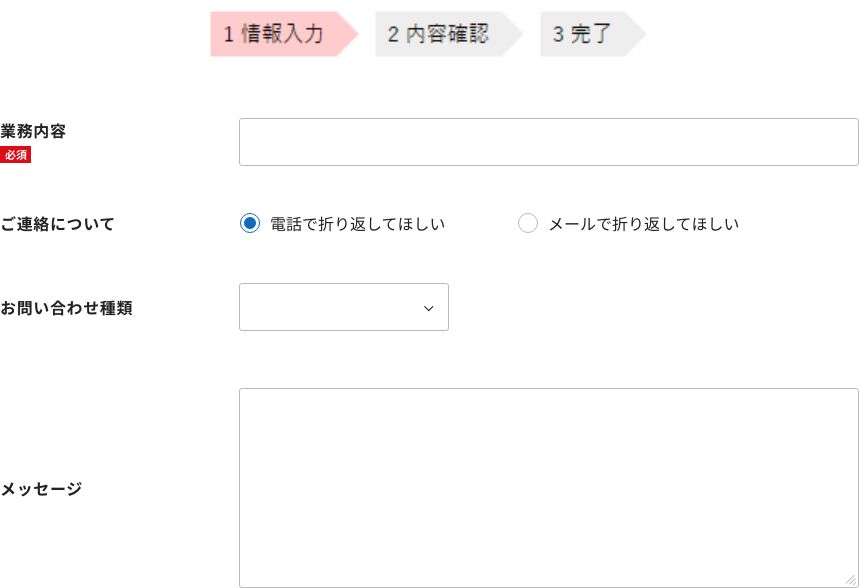 1 情報入力 2 内容確認 3 完了
業務内容
必須
ご連絡について 電話で折り返してほしい メールで折り返してほしい
お問い合わせ種類
メッセージ